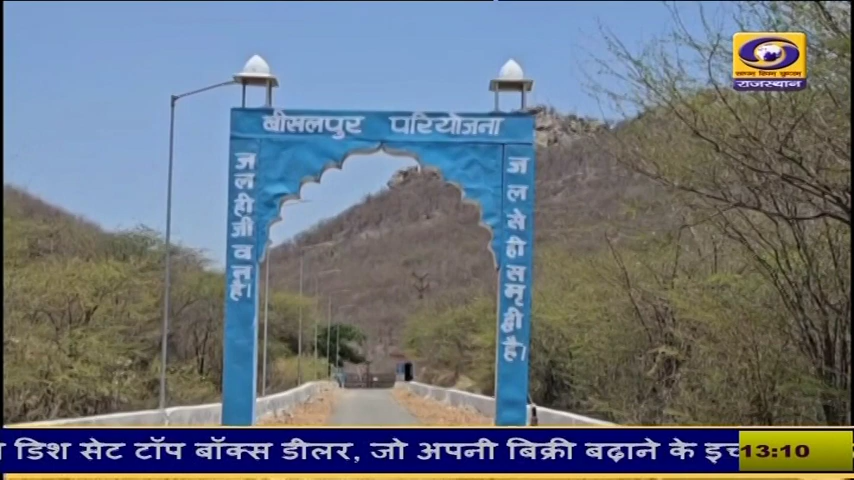 राजस्थान
बीसलपुर परियोजना
जल ही जीवन है।
जल से ही समृद्धी है।
डिश सेट टॉप बॉक्स डीलर, जो अपनी बिक्री बढ़ाने के
13:10